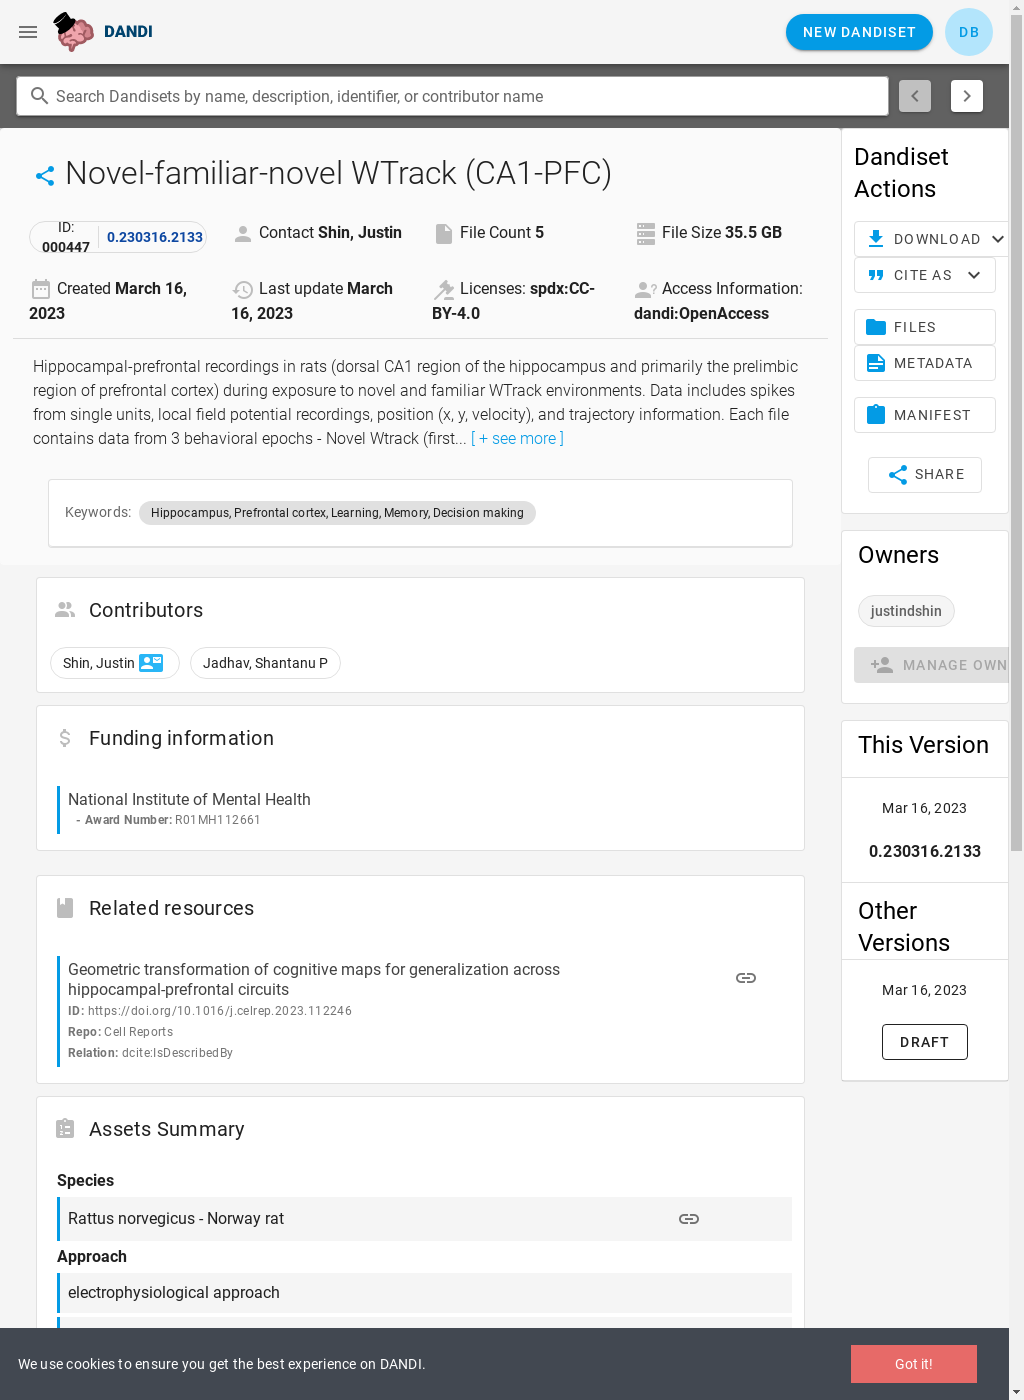 DANDI
NEW DANDISET
DB
Search Dandisets by name, description, identifier, or contributor name
Novel-familiar-novel WTrack (CA1-PFC)
ID:
000447
0.230316.2133
Contact Shin, Justin
File Count 5
File Size 35.5 GB
Created March 16,
2023
Last update March
16, 2023
Licenses: spdx:CC-
BY-4.0
Access Information:
dandi:OpenAccess
Hippocampal-prefrontal recordings in rats (dorsal CA1 region of the hippocampus and primarily the prelimbic
region of prefrontal cortex) during exposure to novel and familiar WTrack environments. Data includes spikes
from single units, local field potential recordings, position (x, y, velocity), and trajectory information. Each file
contains data from 3 behavioral epochs - Novel Wtrack (first... [ + see more ]
Keywords: Hippocampus, Prefrontal cortex, Learning, Memory, Decision making
Contributors
Shin, Justin
Jadhav, Shantanu P
Funding information
National Institute of Mental Health
- Award Number: R01MH112661
Related resources
Geometric transformation of cognitive maps for generalization across
hippocampal-prefrontal circuits
ID: https://doi.org/10.1016/j.celrep.2023.112246
Repo: Cell Reports
Relation: dcite:IsDescribedBy
Assets Summary
Species
Rattus norvegicus - Norway rat
Approach
electrophysiological approach
Dandiset
Actions
DOWNLOAD
CITE AS
FILES
METADATA
MANIFEST
SHARE
Owners
justindshin
MANAGE OWN
This Version
Mar 16, 2023
0.230316.2133
Other
Versions
Mar 16, 2023
DRAFT
We use cookies to ensure you get the best experience on DANDI.
Got it!